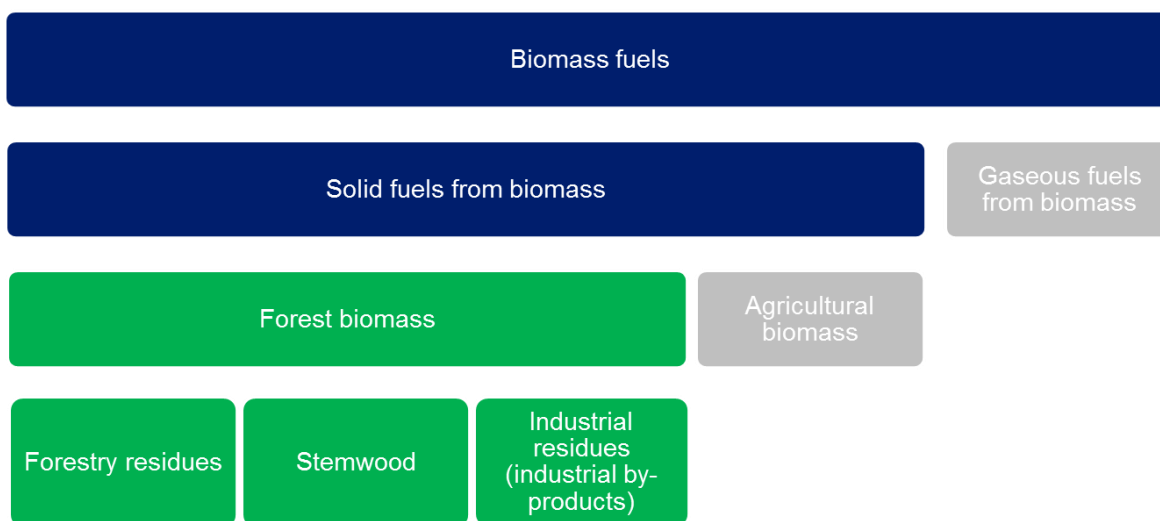 Biomass fuels
Solid fuels from biomass
Gaseous fuels
from biomass
Forest biomass
Agricultural
biomass
Forestry residues
Stemwood
Industrial
residues
(industrial by-
products)